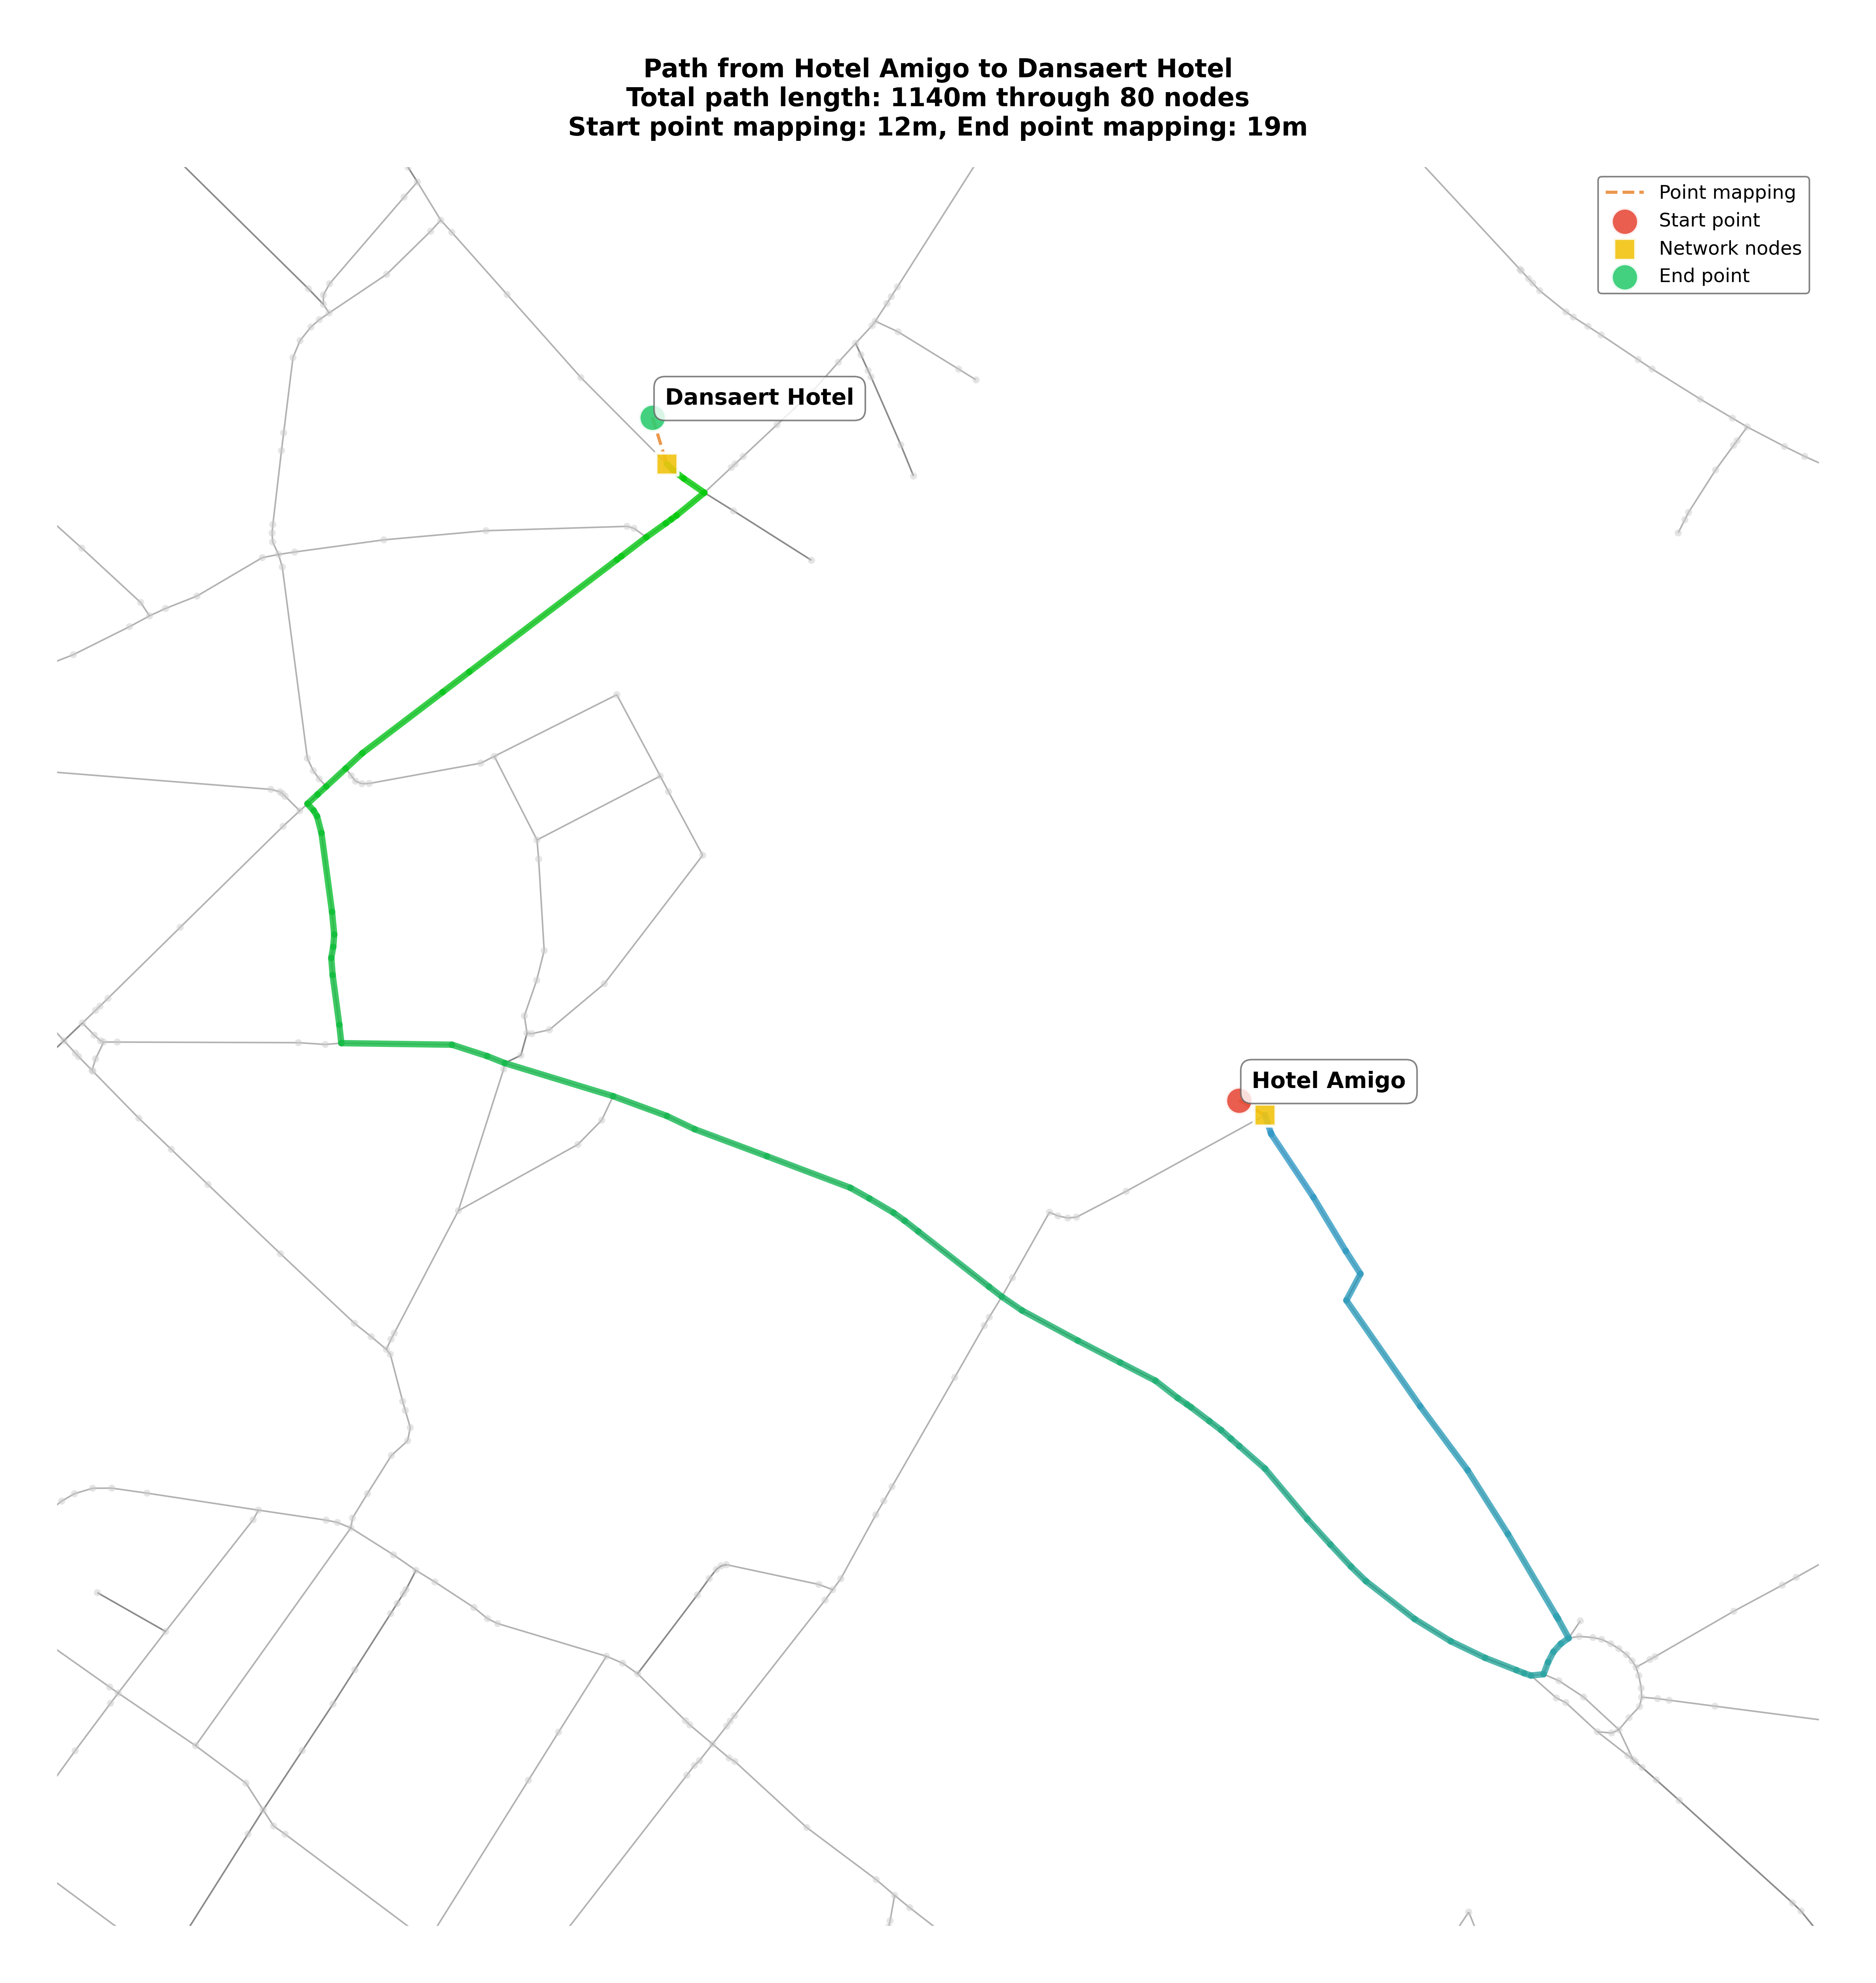 Path from Hotel Amigo to Dansaert Hotel
Total path length: 1140m through 80 nodes
Start point mapping: 12m, End point mapping: 19m
Point mapping
Start point
Network nodes
End point
Dansaert Hotel
Hotel Amigo